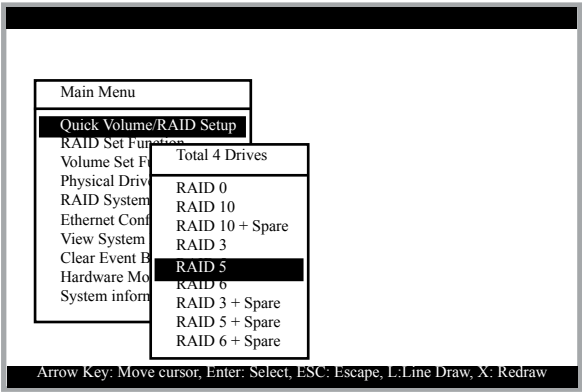 Main Menu
Quick Volume/RAID Setup
RAID Set Function
Volume Set Fu
Physical Driv
RAID System
Ethernet Conf
View System
Clear Event B
Hardware Mo
System inform
Total 4 Drives
RAID 0
RAID 10
RAID 10 + Spare
RAID 3
RAID 5
RAID 6
RAID 3 + Spare
RAID 5 + Spare
RAID 6 + Spare
Arrow Key: Move cursor, Enter: Select, ESC: Escape, L:Line Draw, X: Redraw